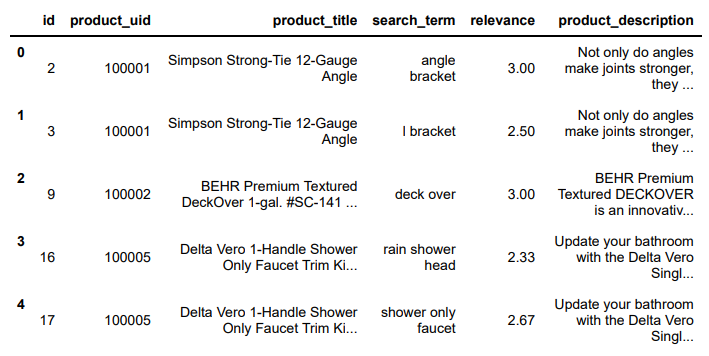 id product_uid product_title search_term relevance product_description
0 2 100001 Simpson Strong-Tie 12-Gauge Angle angle bracket 3.00 Not only do angles make joints stronger, they ...
1 3 100001 Simpson Strong-Tie 12-Gauge Angle l bracket 2.50 Not only do angles make joints stronger, they ...
2 9 100002 BEHR Premium Textured DeckOver 1-gal. #SC-141 ... deck over 3.00 BEHR Premium Textured DECKOVER is an innovativ...
3 16 100005 Delta Vero 1-Handle Shower Only Faucet Trim Ki... rain shower head 2.33 Update your bathroom with the Delta Vero Singl...
4 17 100005 Delta Vero 1-Handle Shower Only Faucet Trim Ki... shower only faucet 2.67 Update your bathroom with the Delta Vero Singl...